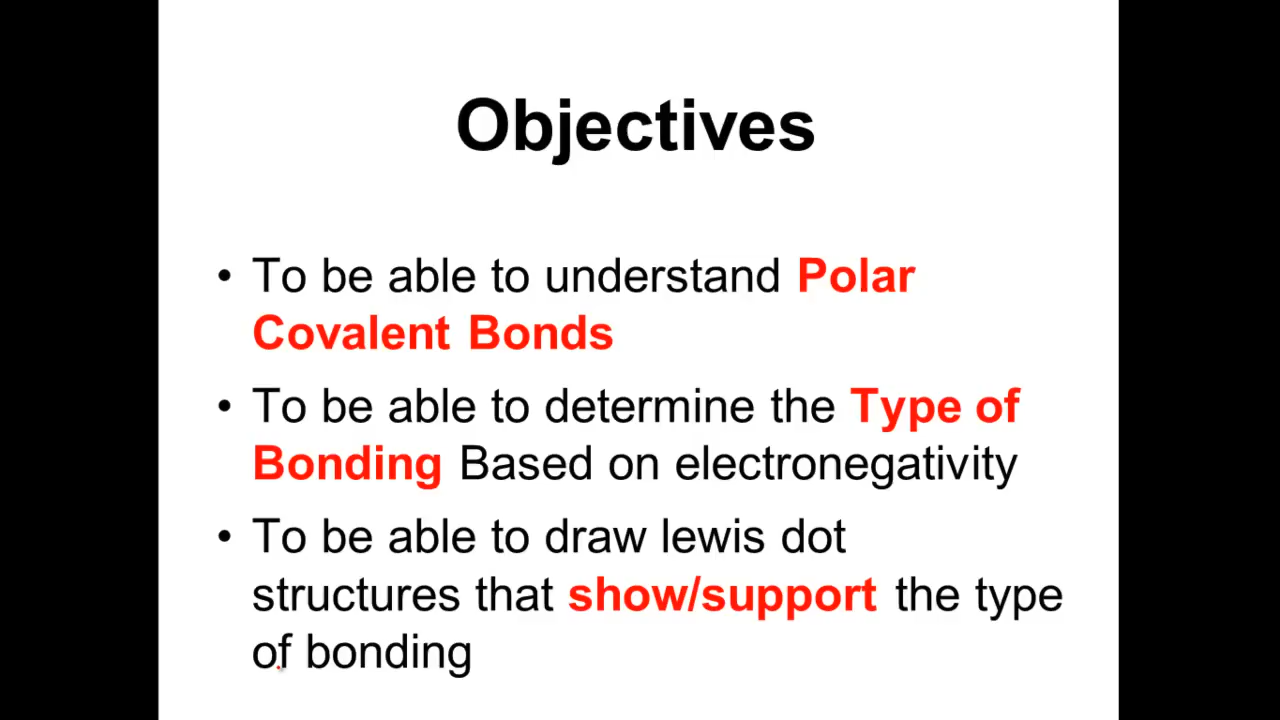 Objectives
• To be able to understand Polar
Covalent Bonds
• To be able to determine the Type of
Bonding Based on electronegativity
• To be able to draw lewis dot
structures that show/support the type
of bonding